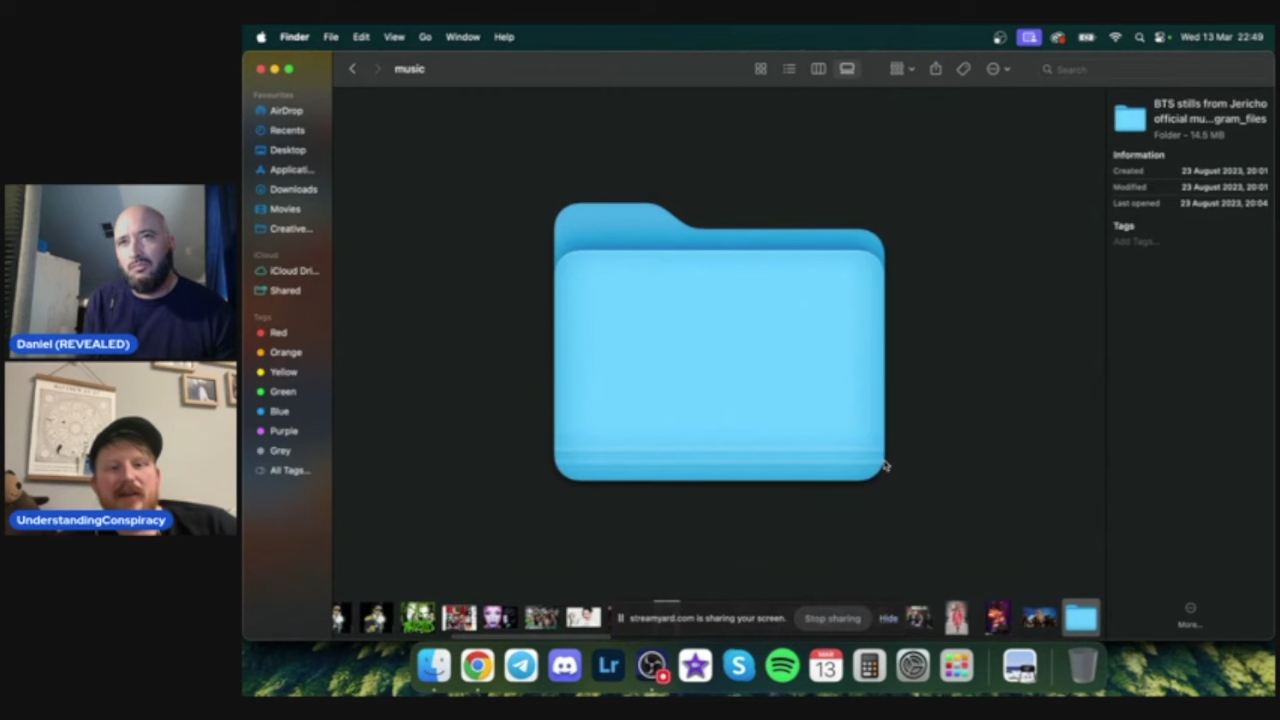 Finder File Edit View Go Window Help
Wed 13 Mar 22:49
music
Search
Favourites
AirDrop
Recents
Desktop
Applicati...
Downloads
Movies
Creative...
iCloud
iCloud Dri...
Shared
Tags
Red
Orange
Yellow
Green
Blue
Purple
Grey
All Tags...
BTS stills from Jericho
official mu...gram_files
Folder - 14.5 MB
Information
Created 23 August 2023, 20:01
Modified 23 August 2023, 20:01
Last opened 23 August 2023, 20:04
Tags
Add Tags...
More...
Daniel (REVEALED)
UnderstandingConspiracy
streamyard.com is sharing your screen.
Stop sharing
Hide
Lr
S
MAR
13